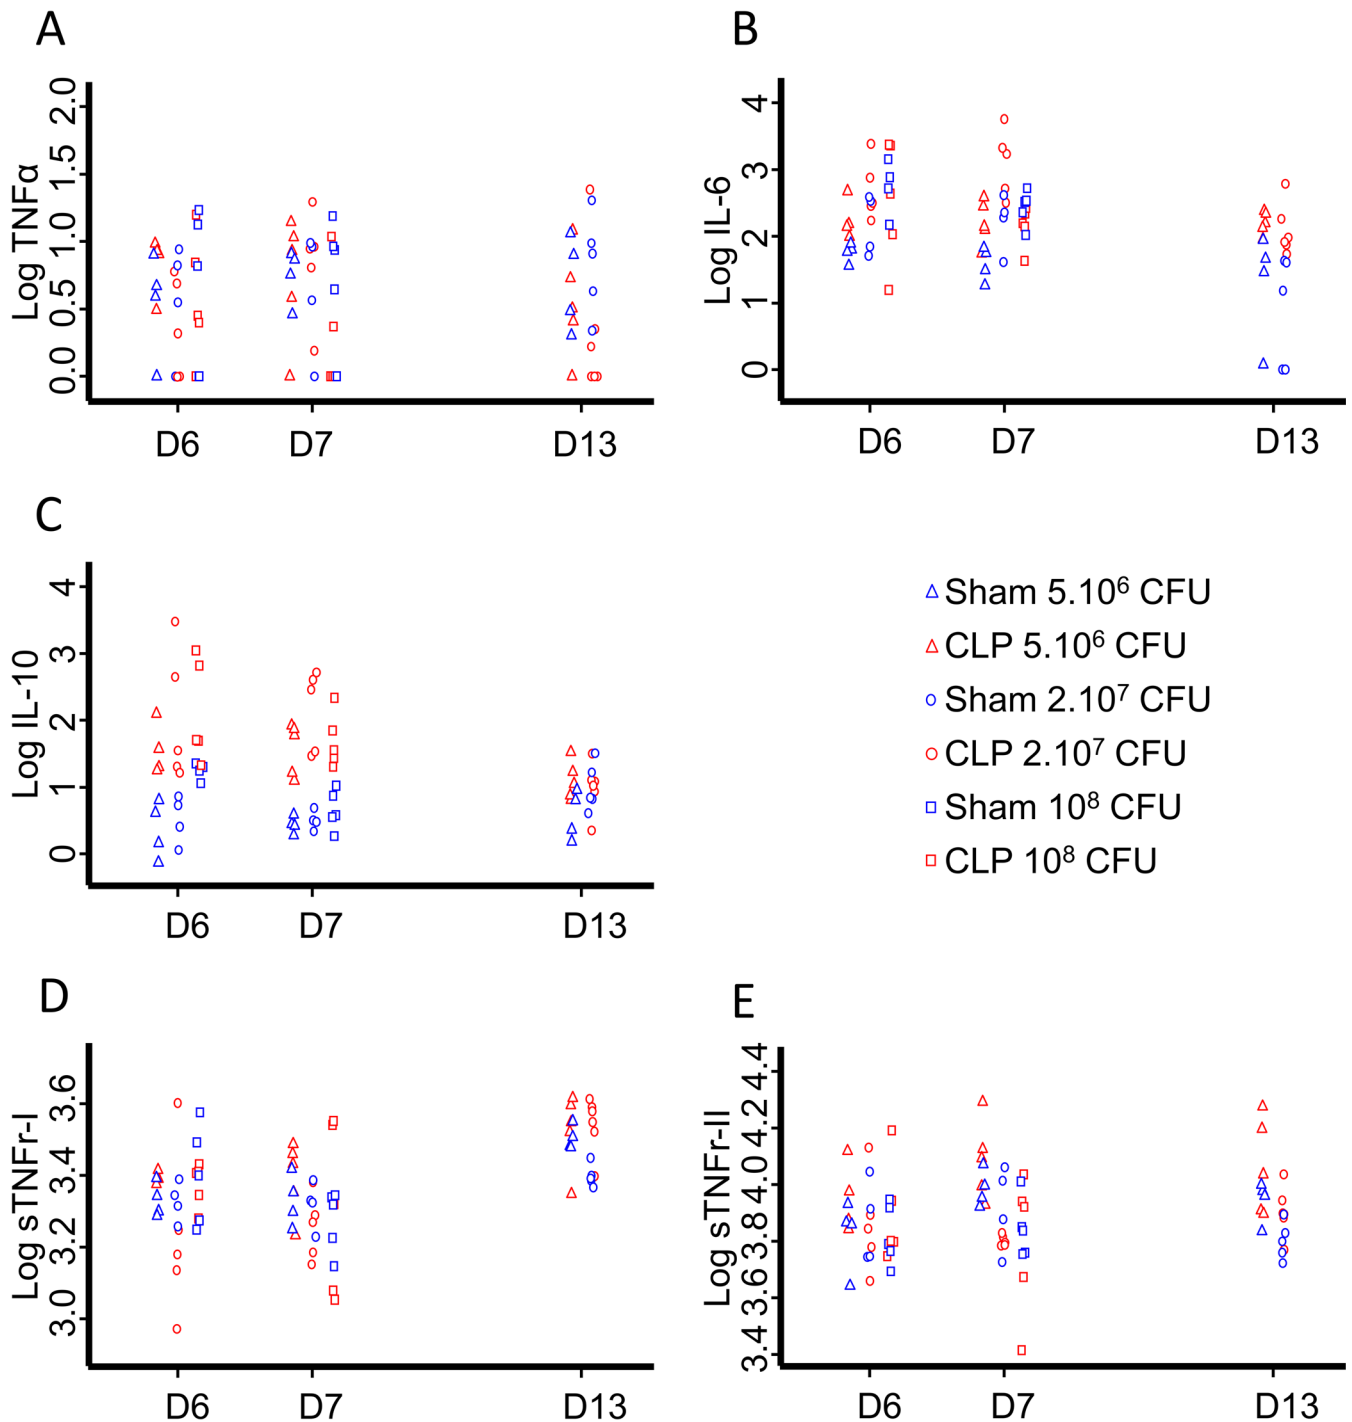 A
Log TNFα
2.0
1.5
1.0
0.5
0.0
D6 D7 D13
B
Log IL-6
4
3
2
1
0
D6 D7 D13
C
Log IL-10
4
3
2
1
0
D6 D7 D13
Sham 5.10⁶ CFU
CLP 5.10⁶ CFU
Sham 2.10⁷ CFU
CLP 2.10⁷ CFU
Sham 10⁸ CFU
CLP 10⁸ CFU
D
Log sTNFr-I
3.6
3.4
3.2
3.0
D6 D7 D13
E
Log sTNFr-II
4.4
4.2
4.0
3.8
3.6
3.4
D6 D7 D13